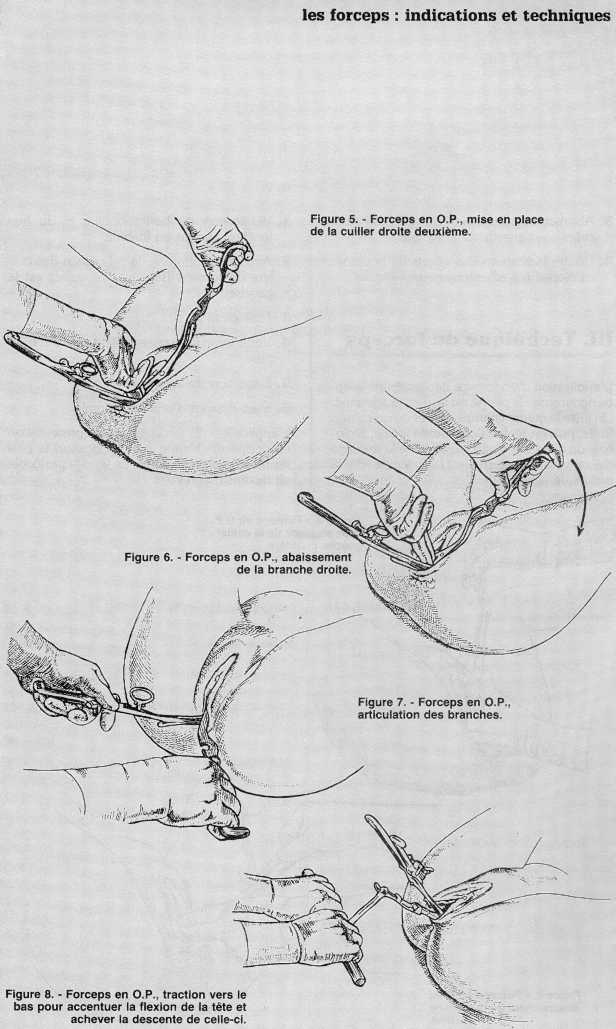 les forceps : indications et techniques
Figure 5. - Forceps en O.P., mise en place
de la cuiller droite deuxième.
Figure 6. - Forceps en O.P., abaissement
de la branche droite.
Figure 7. - Forceps en O.P.,
articulation des branches.
Figure 8. - Forceps en O.P., traction vers le
bas pour accentuer la flexion de la tête et
achever la descente de celle-ci.